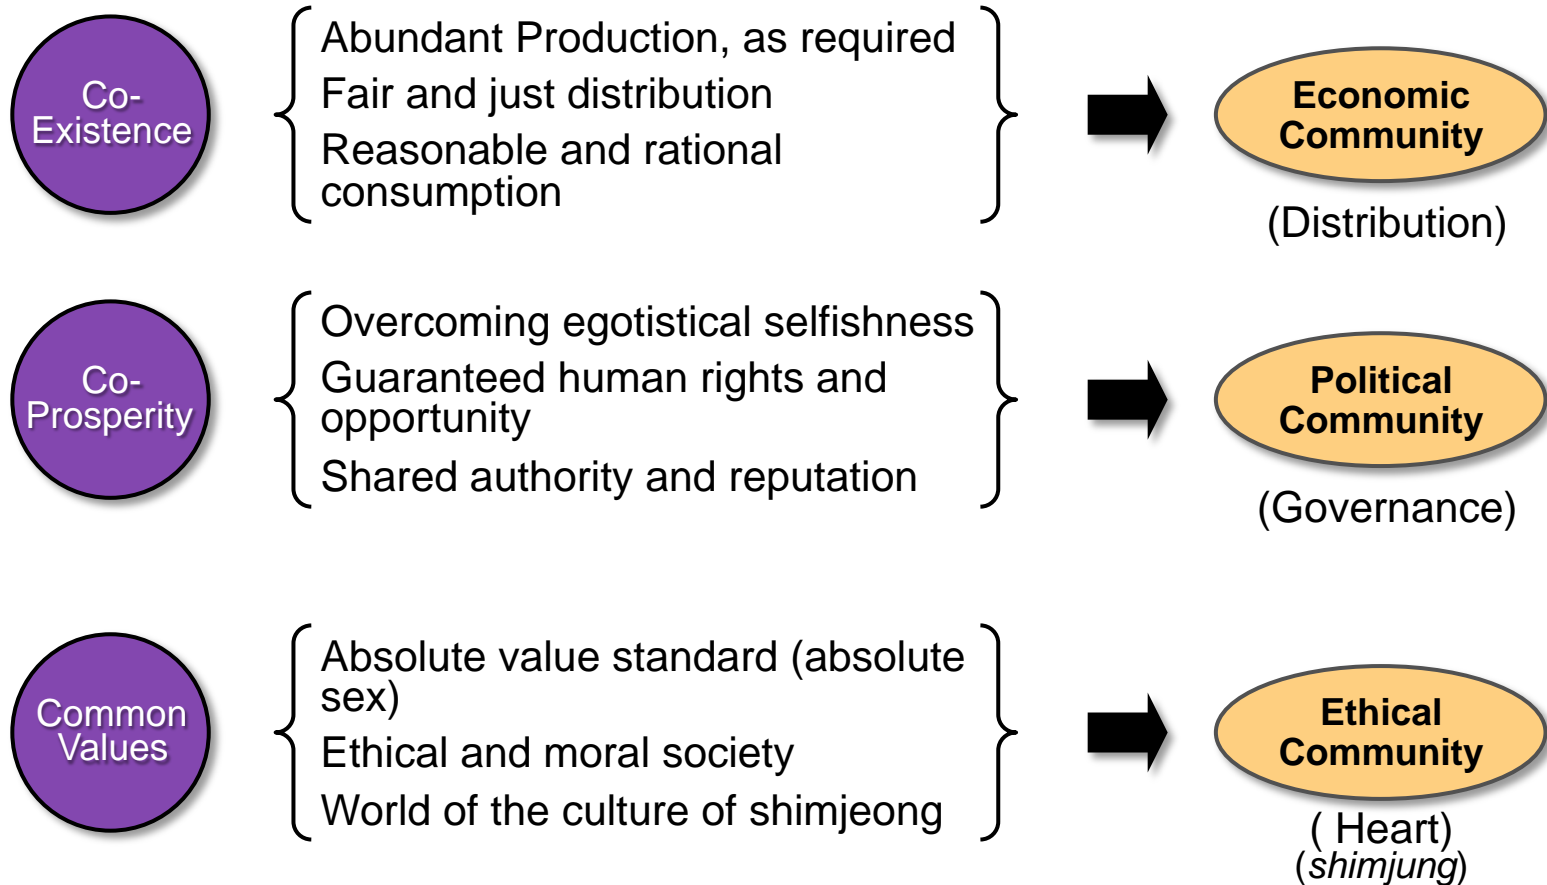 Co-
Existence
Abundant Production, as required
Fair and just distribution
Reasonable and rational
consumption
Economic
Community
(Distribution)
Co-
Prosperity
Overcoming egotistical selfishness
Guaranteed human rights and
opportunity
Shared authority and reputation
Political
Community
(Governance)
Common
Values
Absolute value standard (absolute
sex)
Ethical and moral society
World of the culture of shimjeong
Ethical
Community
( Heart)
(shimjung)